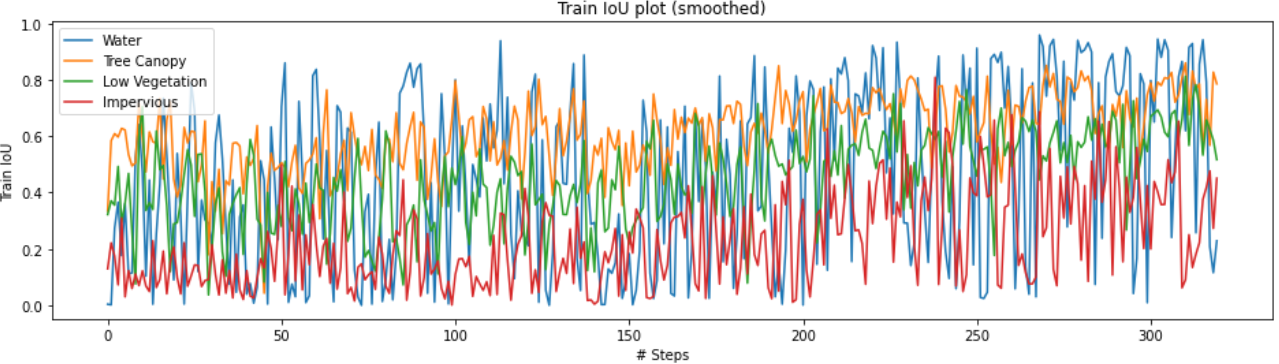 Train IoU plot (smoothed)
Train IoU
1.0
0.8
0.6
0.4
0.2
0.0
Water
Tree Canopy
Low Vegetation
Impervious
0 50 100 150 200 250 300
# Steps